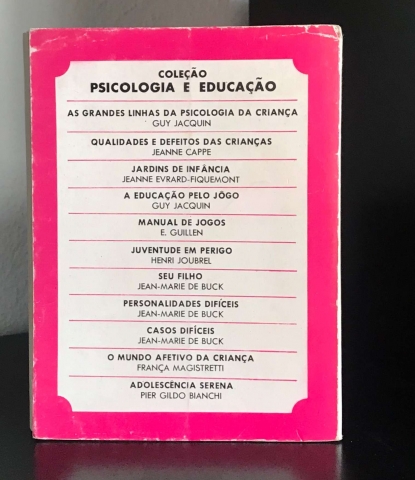 COLEÇÃO
PSICOLOGIA E EDUCAÇÃO
AS GRANDES LINHAS DA PSICOLOGIA DA CRIANÇA
GUY JACQUIN
QUALIDADES E DEFEITOS DAS CRIANÇAS
JEANNE CAPPE
JARDINS DE INFÂNCIA
JEANNE EVRARD-FIQUEMONT
A EDUCAÇÃO PELO JÔGO
GUY JACQUIN
MANUAL DE JOGOS
E. GUILLEN
JUVENTUDE EM PERIGO
HENRI JOUBREL
SEU FILHO
JEAN-MARIE DE BUCK
PERSONALIDADES DIFÍCEIS
JEAN-MARIE DE BUCK
CASOS DIFÍCEIS
JEAN-MARIE DE BUCK
O MUNDO AFETIVO DA CRIANÇA
FRANÇA MAGISTRETTI
ADOLESCÊNCIA SERENA
PIER GILDO BIANCHI